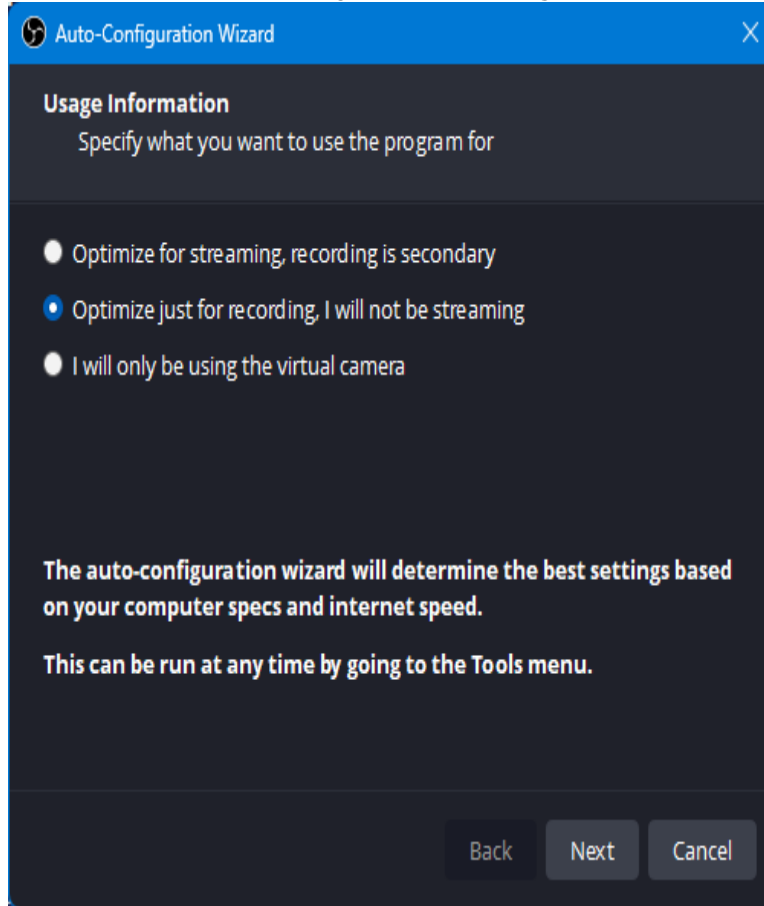 Auto-Configuration Wizard
Usage Information
Specify what you want to use the program for
Optimize for streaming, recording is secondary
Optimize just for recording, I will not be streaming
I will only be using the virtual camera
The auto-configuration wizard will determine the best settings based
on your computer specs and internet speed.
This can be run at any time by going to the Tools menu.
Back Next Cancel